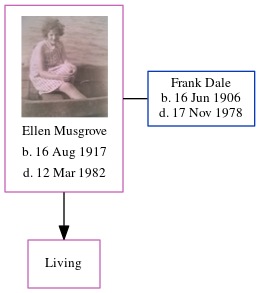 Ellen Musgrove
b. 16 Aug 1917
d. 12 Mar 1982
Frank Dale
b. 16 Jun 1906
d. 17 Nov 1978
Living